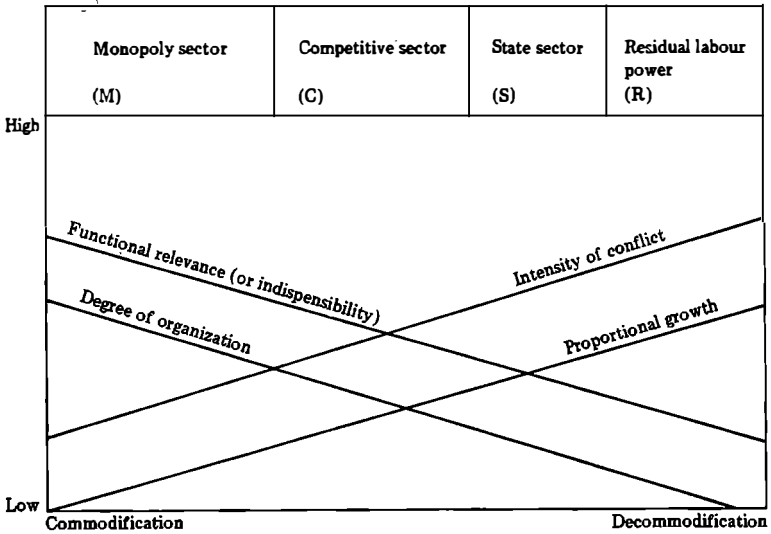 Monopoly sector
(M)
Competitive sector
(C)
State sector
(S)
Residual labour
power
(R)
High
Functional relevance (or indispensibility)
Degree of organization
Intensity of conflict
Proportional growth
Low
Commodification
Decommodification